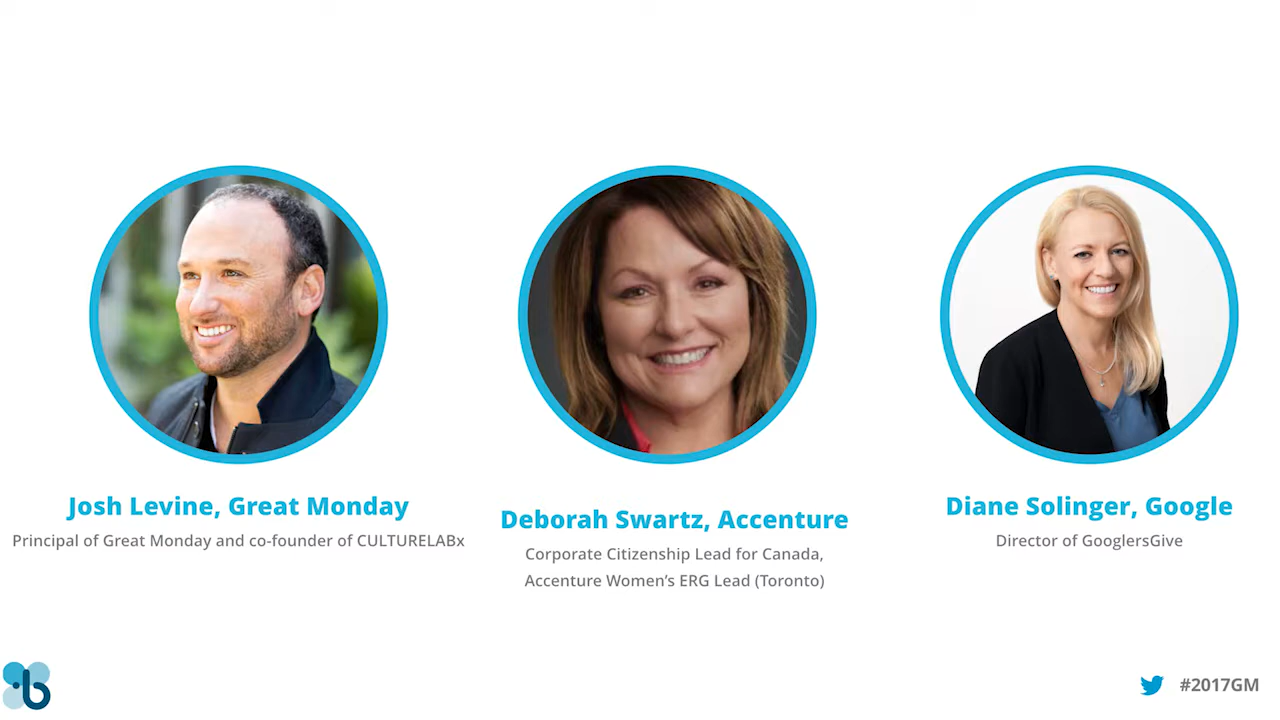 Josh Levine, Great Monday
Principal of Great Monday and co-founder of CULTURELABx
Deborah Swartz, Accenture
Corporate Citizenship Lead for Canada,
Accenture Women’s ERG Lead (Toronto)
Diane Solinger, Google
Director of GooglersGive
b
#2017GM